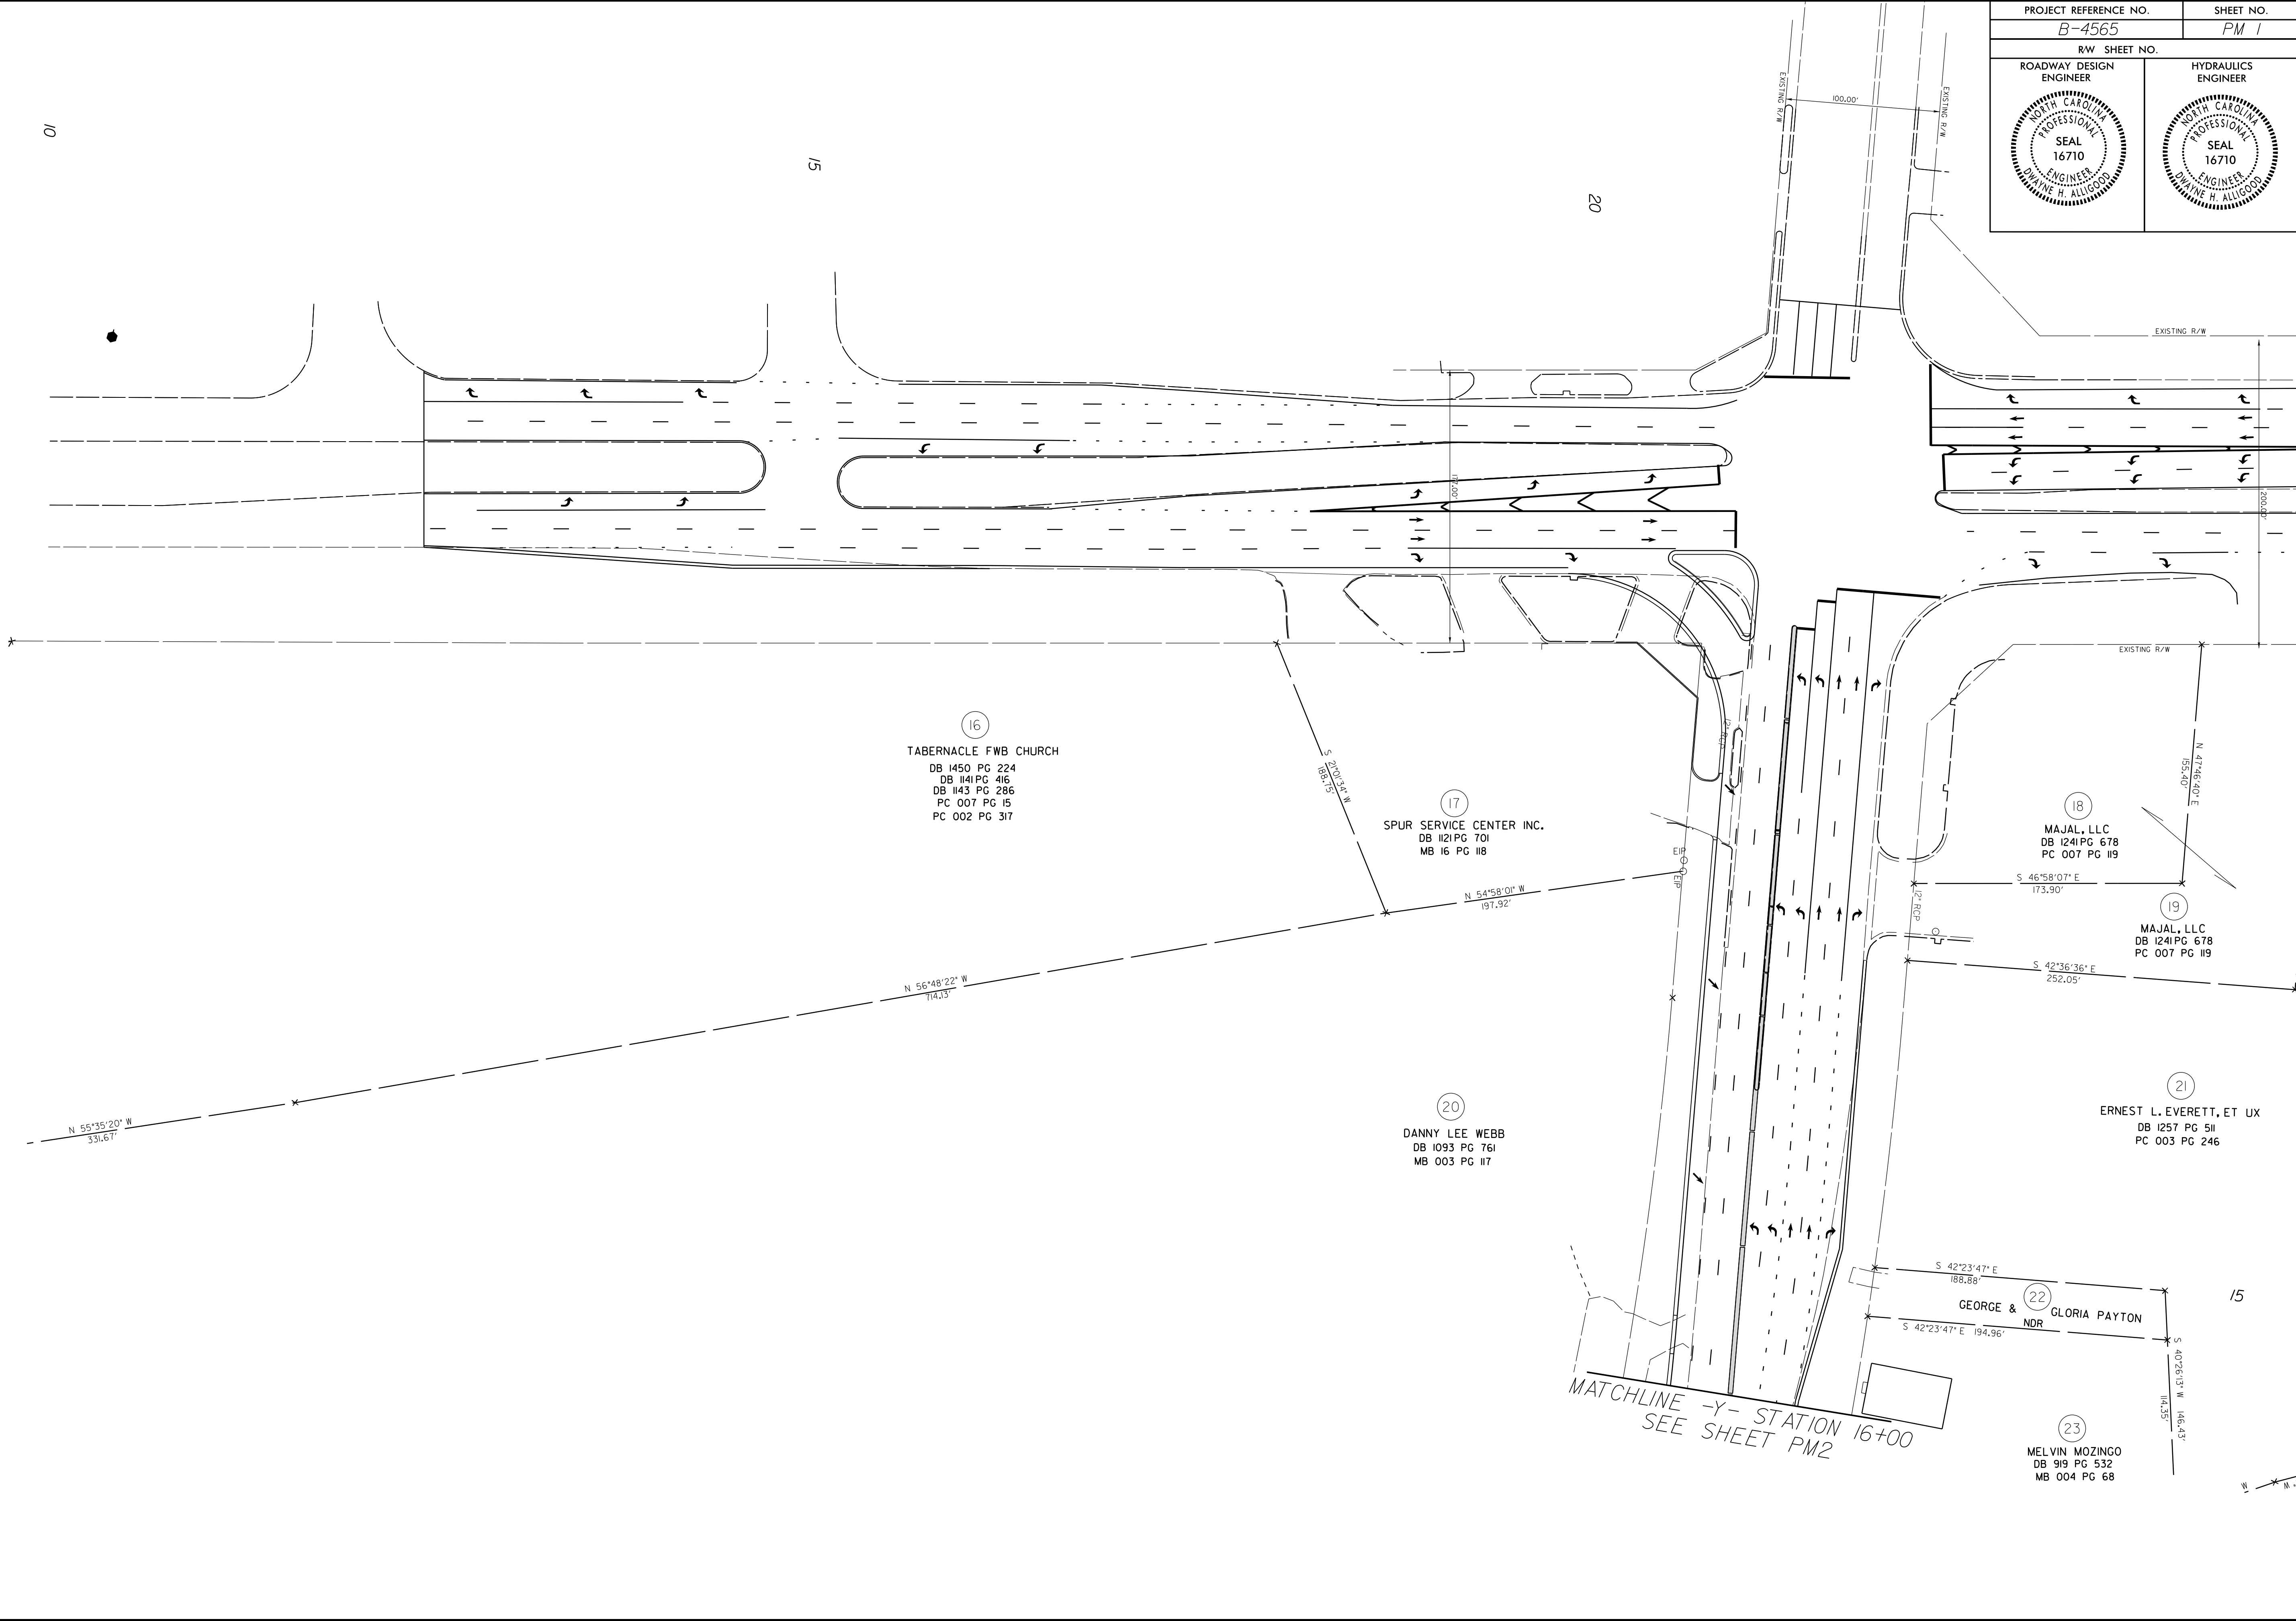 PROJECT REFERENCE NO.
SHEET NO.
B-4565
PM 1
R/W SHEET NO.
ROADWAY DESIGN
ENGINEER
HYDRAULICS
ENGINEER
NORTH CAROLINA
PROFESSIONAL
SEAL
16710
ENGINEER
DWAYNE H. ALLIGOOD
NORTH CAROLINA
PROFESSIONAL
SEAL
16710
ENGINEER
DWAYNE H. ALLIGOOD
10
15
20
EXISTING R/W
100.00'
EXISTING R/W
EXISTING R/W
200.00'
EXISTING R/W
16
TABERNACLE FWB CHURCH
DB 1450 PG 224
DB 1141 PG 416
DB 1143 PG 286
PC 007 PG 15
PC 002 PG 317
S 21°01'34" W
188.75'
17
SPUR SERVICE CENTER INC.
DB 1121 PG 701
MB 16 PG 118
12" RCP
EIP
EIP
N 54°58'01" W
197.92'
N 47°46'40" E
155.40'
18
MAJAL, LLC
DB 1241 PG 678
PC 007 PG 119
S 46°58'07" E
173.90'
12" RCP
19
MAJAL, LLC
DB 1241 PG 678
PC 007 PG 119
S 42°36'36" E
252.05'
N 56°48'22" W
714.13'
N 55°35'20" W
331.67'
20
DANNY LEE WEBB
DB 1093 PG 761
MB 003 PG 117
21
ERNEST L. EVERETT, ET UX
DB 1257 PG 511
PC 003 PG 246
S 42°23'47" E
188.88'
22
GEORGE & GLORIA PAYTON
NDR
S 42°23'47" E 194.96'
15
S 40°26'13" W 146.43'
114.35'
MATCHLINE -Y- STATION 16+00
SEE SHEET PM2
23
MELVIN MOZINGO
DB 919 PG 532
MB 004 PG 68
W